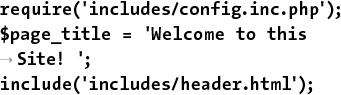 require('includes/config.inc.php');
$page_title = 'Welcome to this
→ Site! ';
include('includes/header.html');